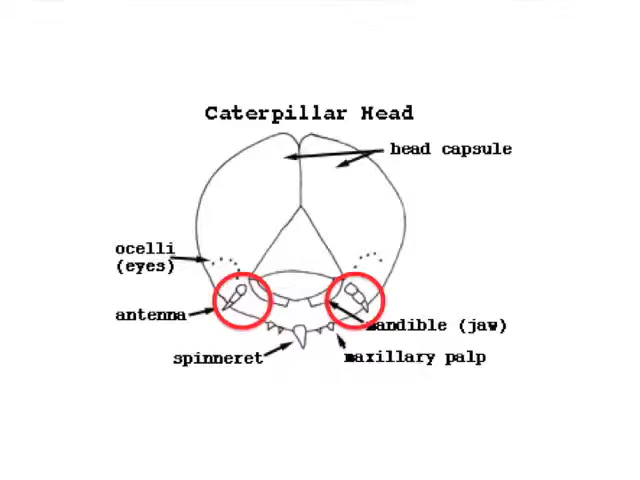 Caterpillar Head
head capsule
ocelli
(eyes)
antenna
mandible (jaw)
spinneret
maxillary palp